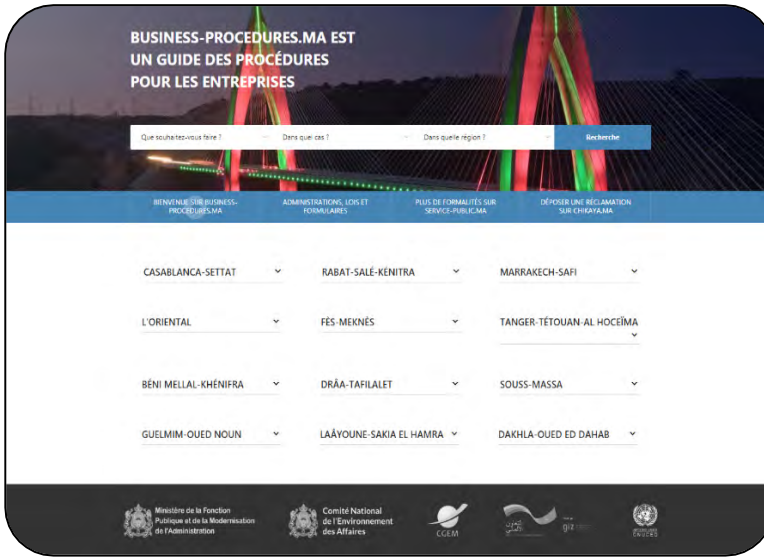 BUSINESS-PROCEDURES.MA EST
UN GUIDE DES PROCÉDURES
POUR LES ENTREPRISES
Que souhaitez-vous faire ? Dans quel cas ? Dans quelle région ? Recherche
BIENVENUE SUR BUSINESS-
PROCEDURES.MA
ADMINISTRATIONS, LOIS ET
FORMULAIRES
PLUS DE FORMALITÉS SUR
SERVICE-PUBLIC.MA
DÉPOSER UNE RÉCLAMATION
SUR CHIKAYA.MA
CASABLANCA-SETTAT RABAT-SALÉ-KÉNITRA MARRAKECH-SAFI
L'ORIENTAL FÈS-MEKNÈS TANGER-TÉTOUAN-AL HOCEÏMA
BÉNI MELLAL-KHÉNIFRA DRÂA-TAFILALET SOUSS-MASSA
GUELMIM-OUED NOUN LAÂYOUNE-SAKIA EL HAMRA DAKHLA-OUED ED DAHAB
Ministère de la Fonction
Publique et de la Modernisation
de l'Administration
Comité National
de l'Environnement
des Affaires
CGEM
giz
CNUCED